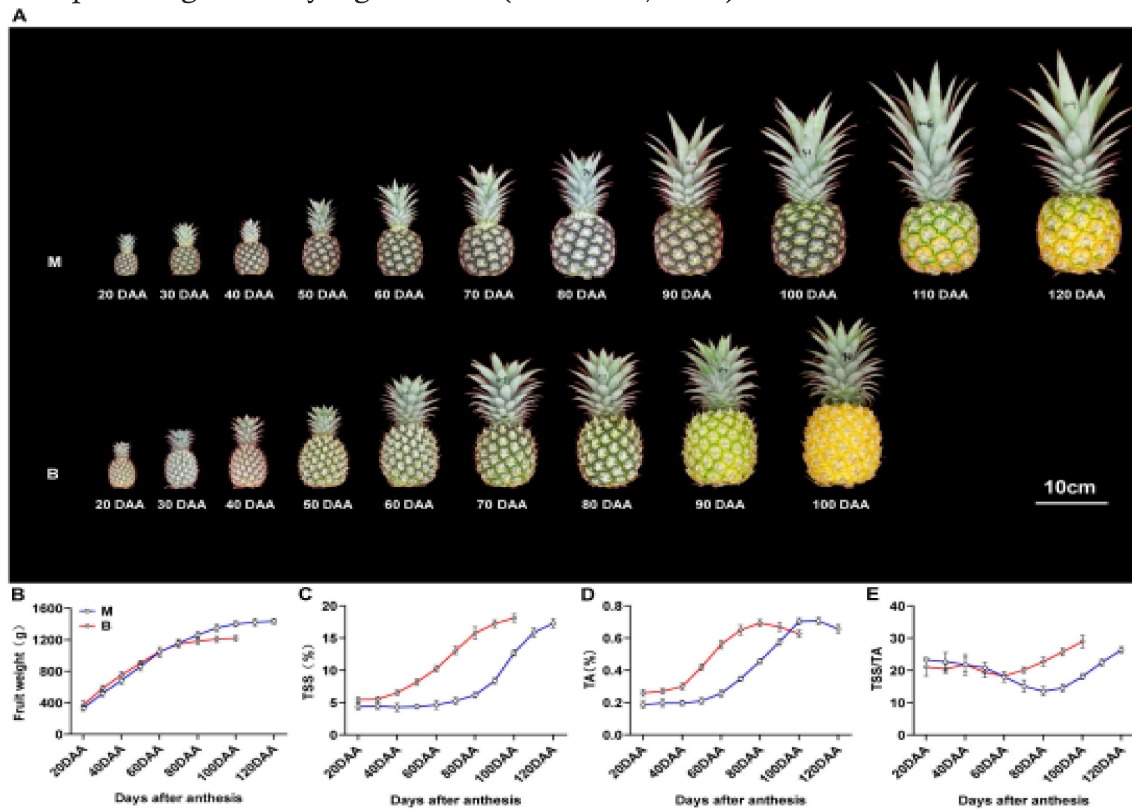 A
M
20 DAA 30 DAA 40 DAA 50 DAA 60 DAA 70 DAA 80 DAA 90 DAA 100 DAA 110 DAA 120 DAA
B
20 DAA 30 DAA 40 DAA 50 DAA 60 DAA 70 DAA 80 DAA 90 DAA 100 DAA
10cm
B
M
B
Fruit weight (g)
1600
1200
800
400
0
20DAA 40DAA 60DAA 80DAA 100DAA 120DAA
Days after anthesis
C
TSS (%)
20
15
10
5
0
20DAA 40DAA 60DAA 80DAA 100DAA 120DAA
Days after anthesis
D
TA(%)
0.8
0.6
0.4
0.2
0.0
20DAA 40DAA 60DAA 80DAA 100DAA 120DAA
Days after anthesis
E
TSS/TA
40
30
20
10
0
20DAA 40DAA 60DAA 80DAA 100DAA 120DAA
Days after anthesis